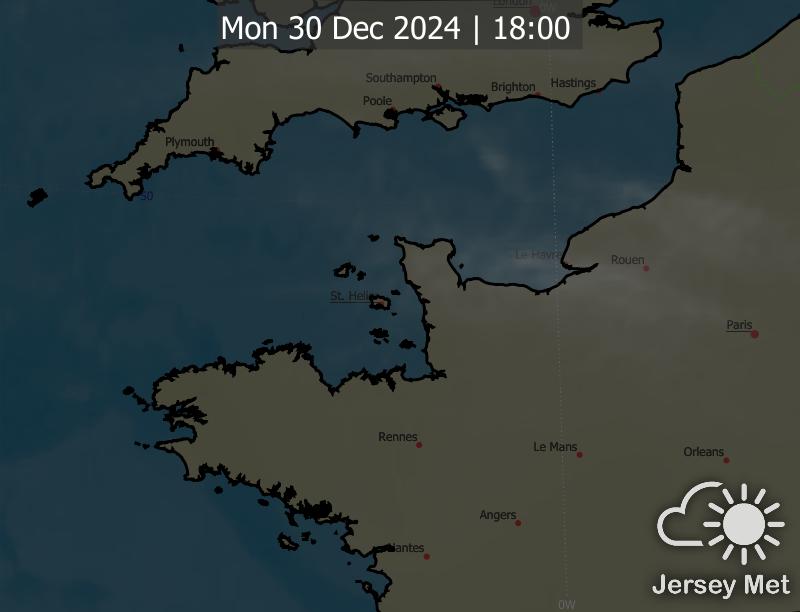 London
0W
Mon 30 Dec 2024 | 18:00
Southampton
Brighton
Hastings
Poole
Plymouth
50
Le Havre
Rouen
St. Helier
Paris
Rennes
Le Mans
Orleans
Angers
Nantes
Jersey Met
0W